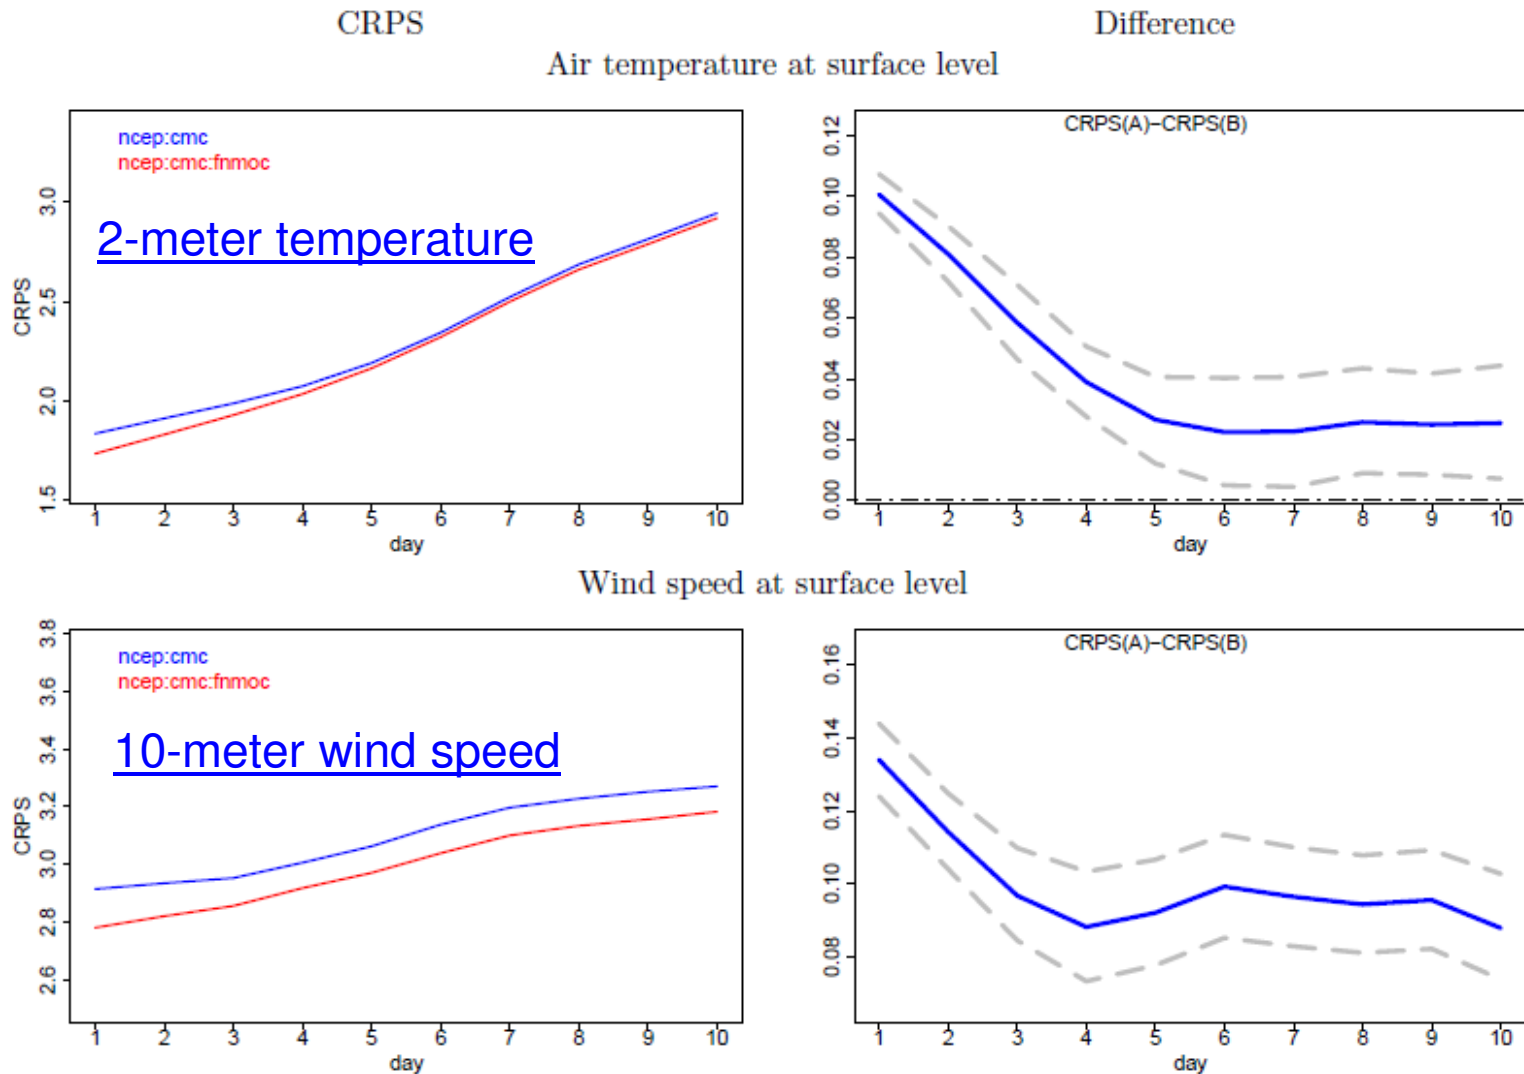 CRPS
Difference
Air temperature at surface level
ncep:cmc
ncep:cmc:fnmoc
2-meter temperature
CRPS
3.0
2.5
2.0
1.5
1 2 3 4 5 6 7 8 9 10
day
CRPS(A)−CRPS(B)
0.12
0.10
0.08
0.06
0.04
0.02
0.00
1 2 3 4 5 6 7 8 9 10
day
Wind speed at surface level
ncep:cmc
ncep:cmc:fnmoc
10-meter wind speed
CRPS
3.8
3.6
3.4
3.2
3.0
2.8
2.6
1 2 3 4 5 6 7 8 9 10
day
CRPS(A)−CRPS(B)
0.16
0.14
0.12
0.10
0.08
1 2 3 4 5 6 7 8 9 10
day